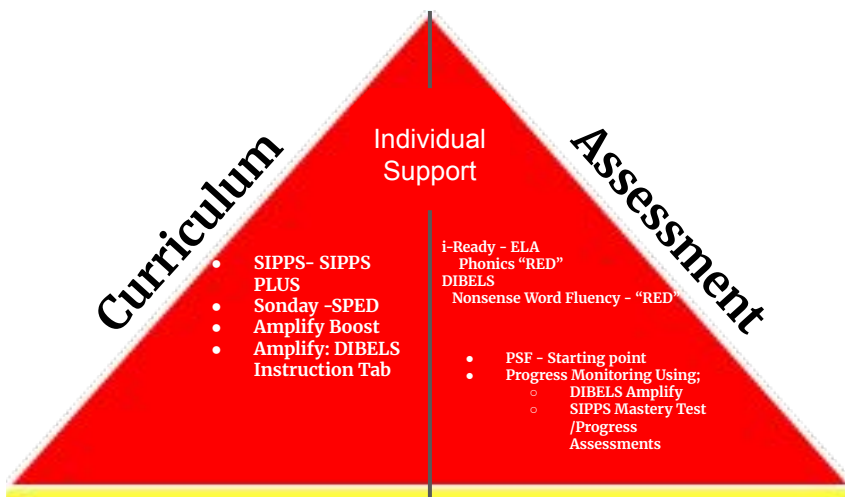 Curriculum
Assessment
Individual
Support
● SIPPS- SIPPS
PLUS
● Sonday -SPED
● Amplify Boost
● Amplify: DIBELS
Instruction Tab
i-Ready - ELA
Phonics “RED”
DIBELS
Nonsense Word Fluency - “RED”
● PSF - Starting point
● Progress Monitoring Using;
○ DIBELS Amplify
○ SIPPS Mastery Test
/Progress
Assessments